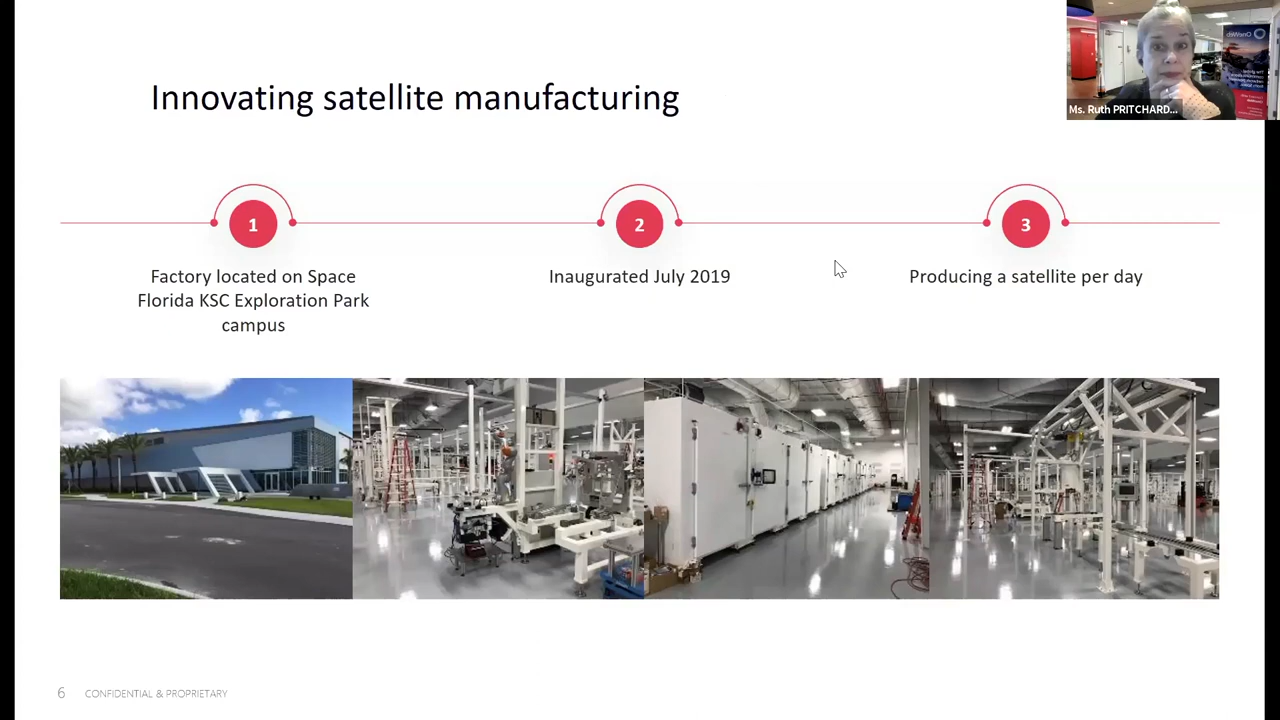 Innovating satellite manufacturing
Ms. Ruth PRITCHARD...
1
2
3
Factory located on Space
Florida KSC Exploration Park
campus
Inaugurated July 2019
Producing a satellite per day
6 CONFIDENTIAL & PROPRIETARY